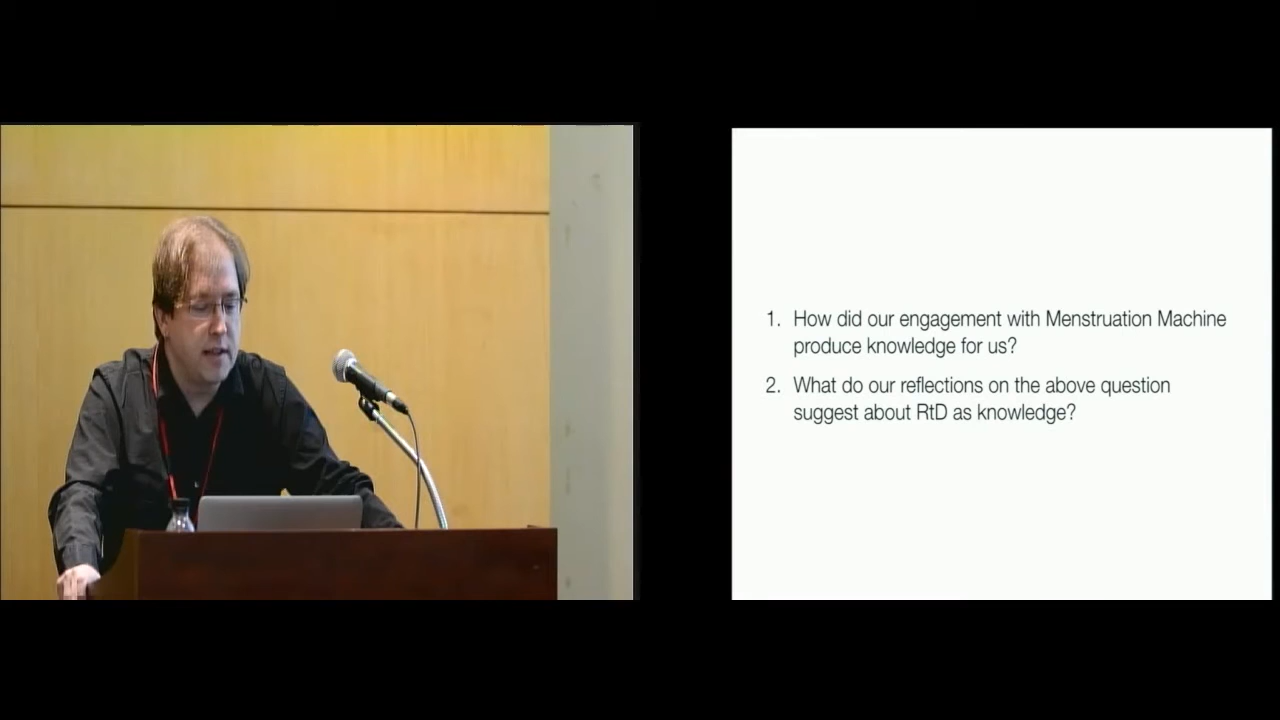 1. How did our engagement with Menstruation Machine
produce knowledge for us?
2. What do our reflections on the above question
suggest about RtD as knowledge?